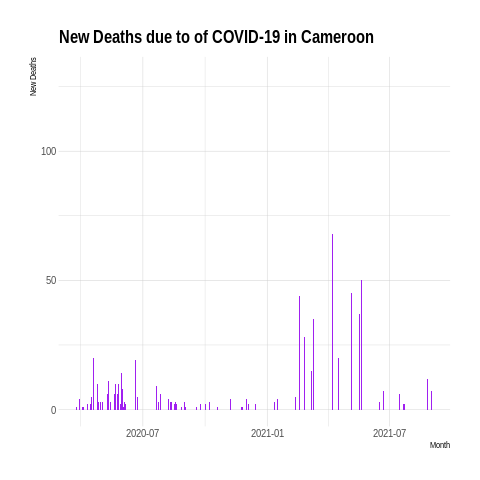 New Deaths due to of COVID-19 in Cameroon
New Deaths
100
50
0
2020-07
2021-01
2021-07
Month